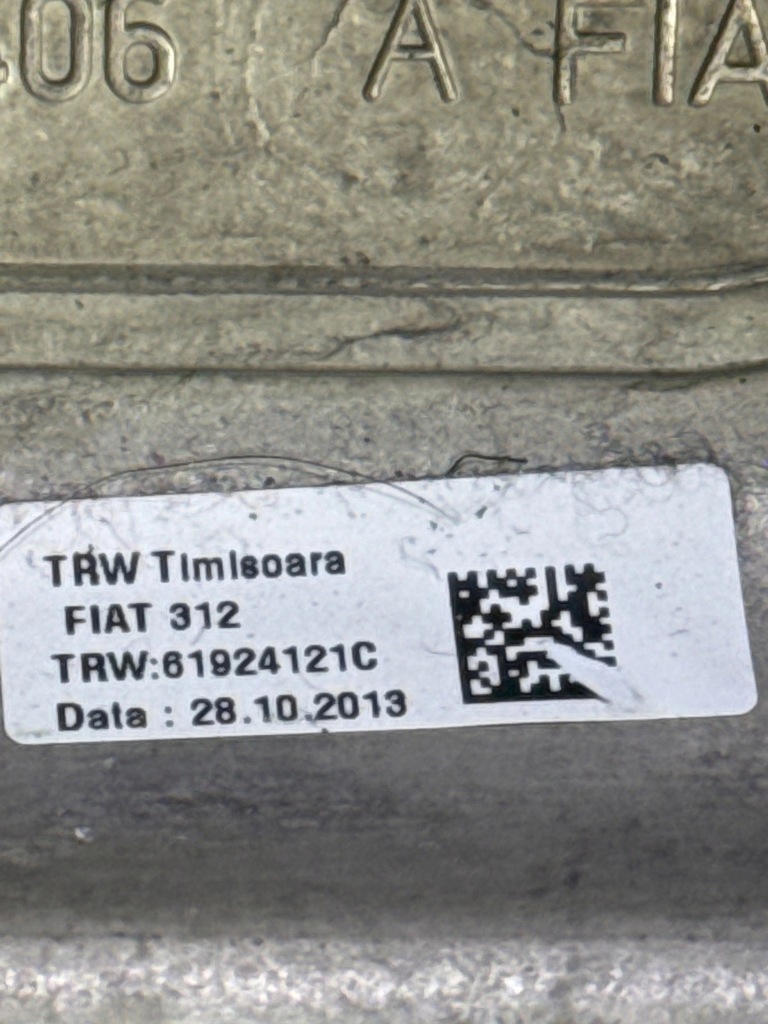 406 A FIA
TRW Timisoara
FIAT 312
TRW:61924121C
Data : 28.10.2013